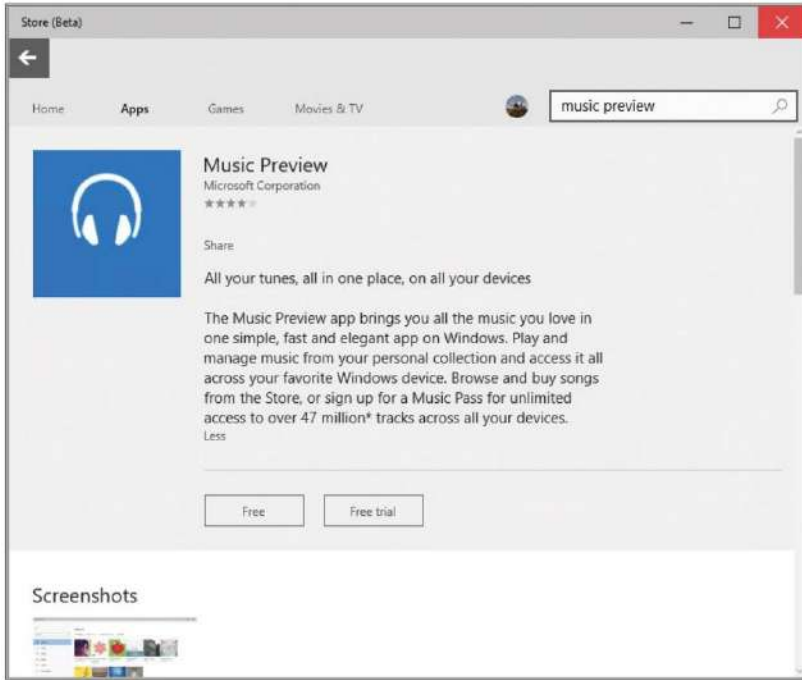 Store (Beta)
Home Apps Games Movies & TV music preview
Music Preview
Microsoft Corporation
Share
All your tunes, all in one place, on all your devices
The Music Preview app brings you all the music you love in
one simple, fast and elegant app on Windows. Play and
manage music from your personal collection and access it all
across your favorite Windows device. Browse and buy songs
from the Store, or sign up for a Music Pass for unlimited
access to over 47 million* tracks across all your devices.
Less
Free Free trial
Screenshots